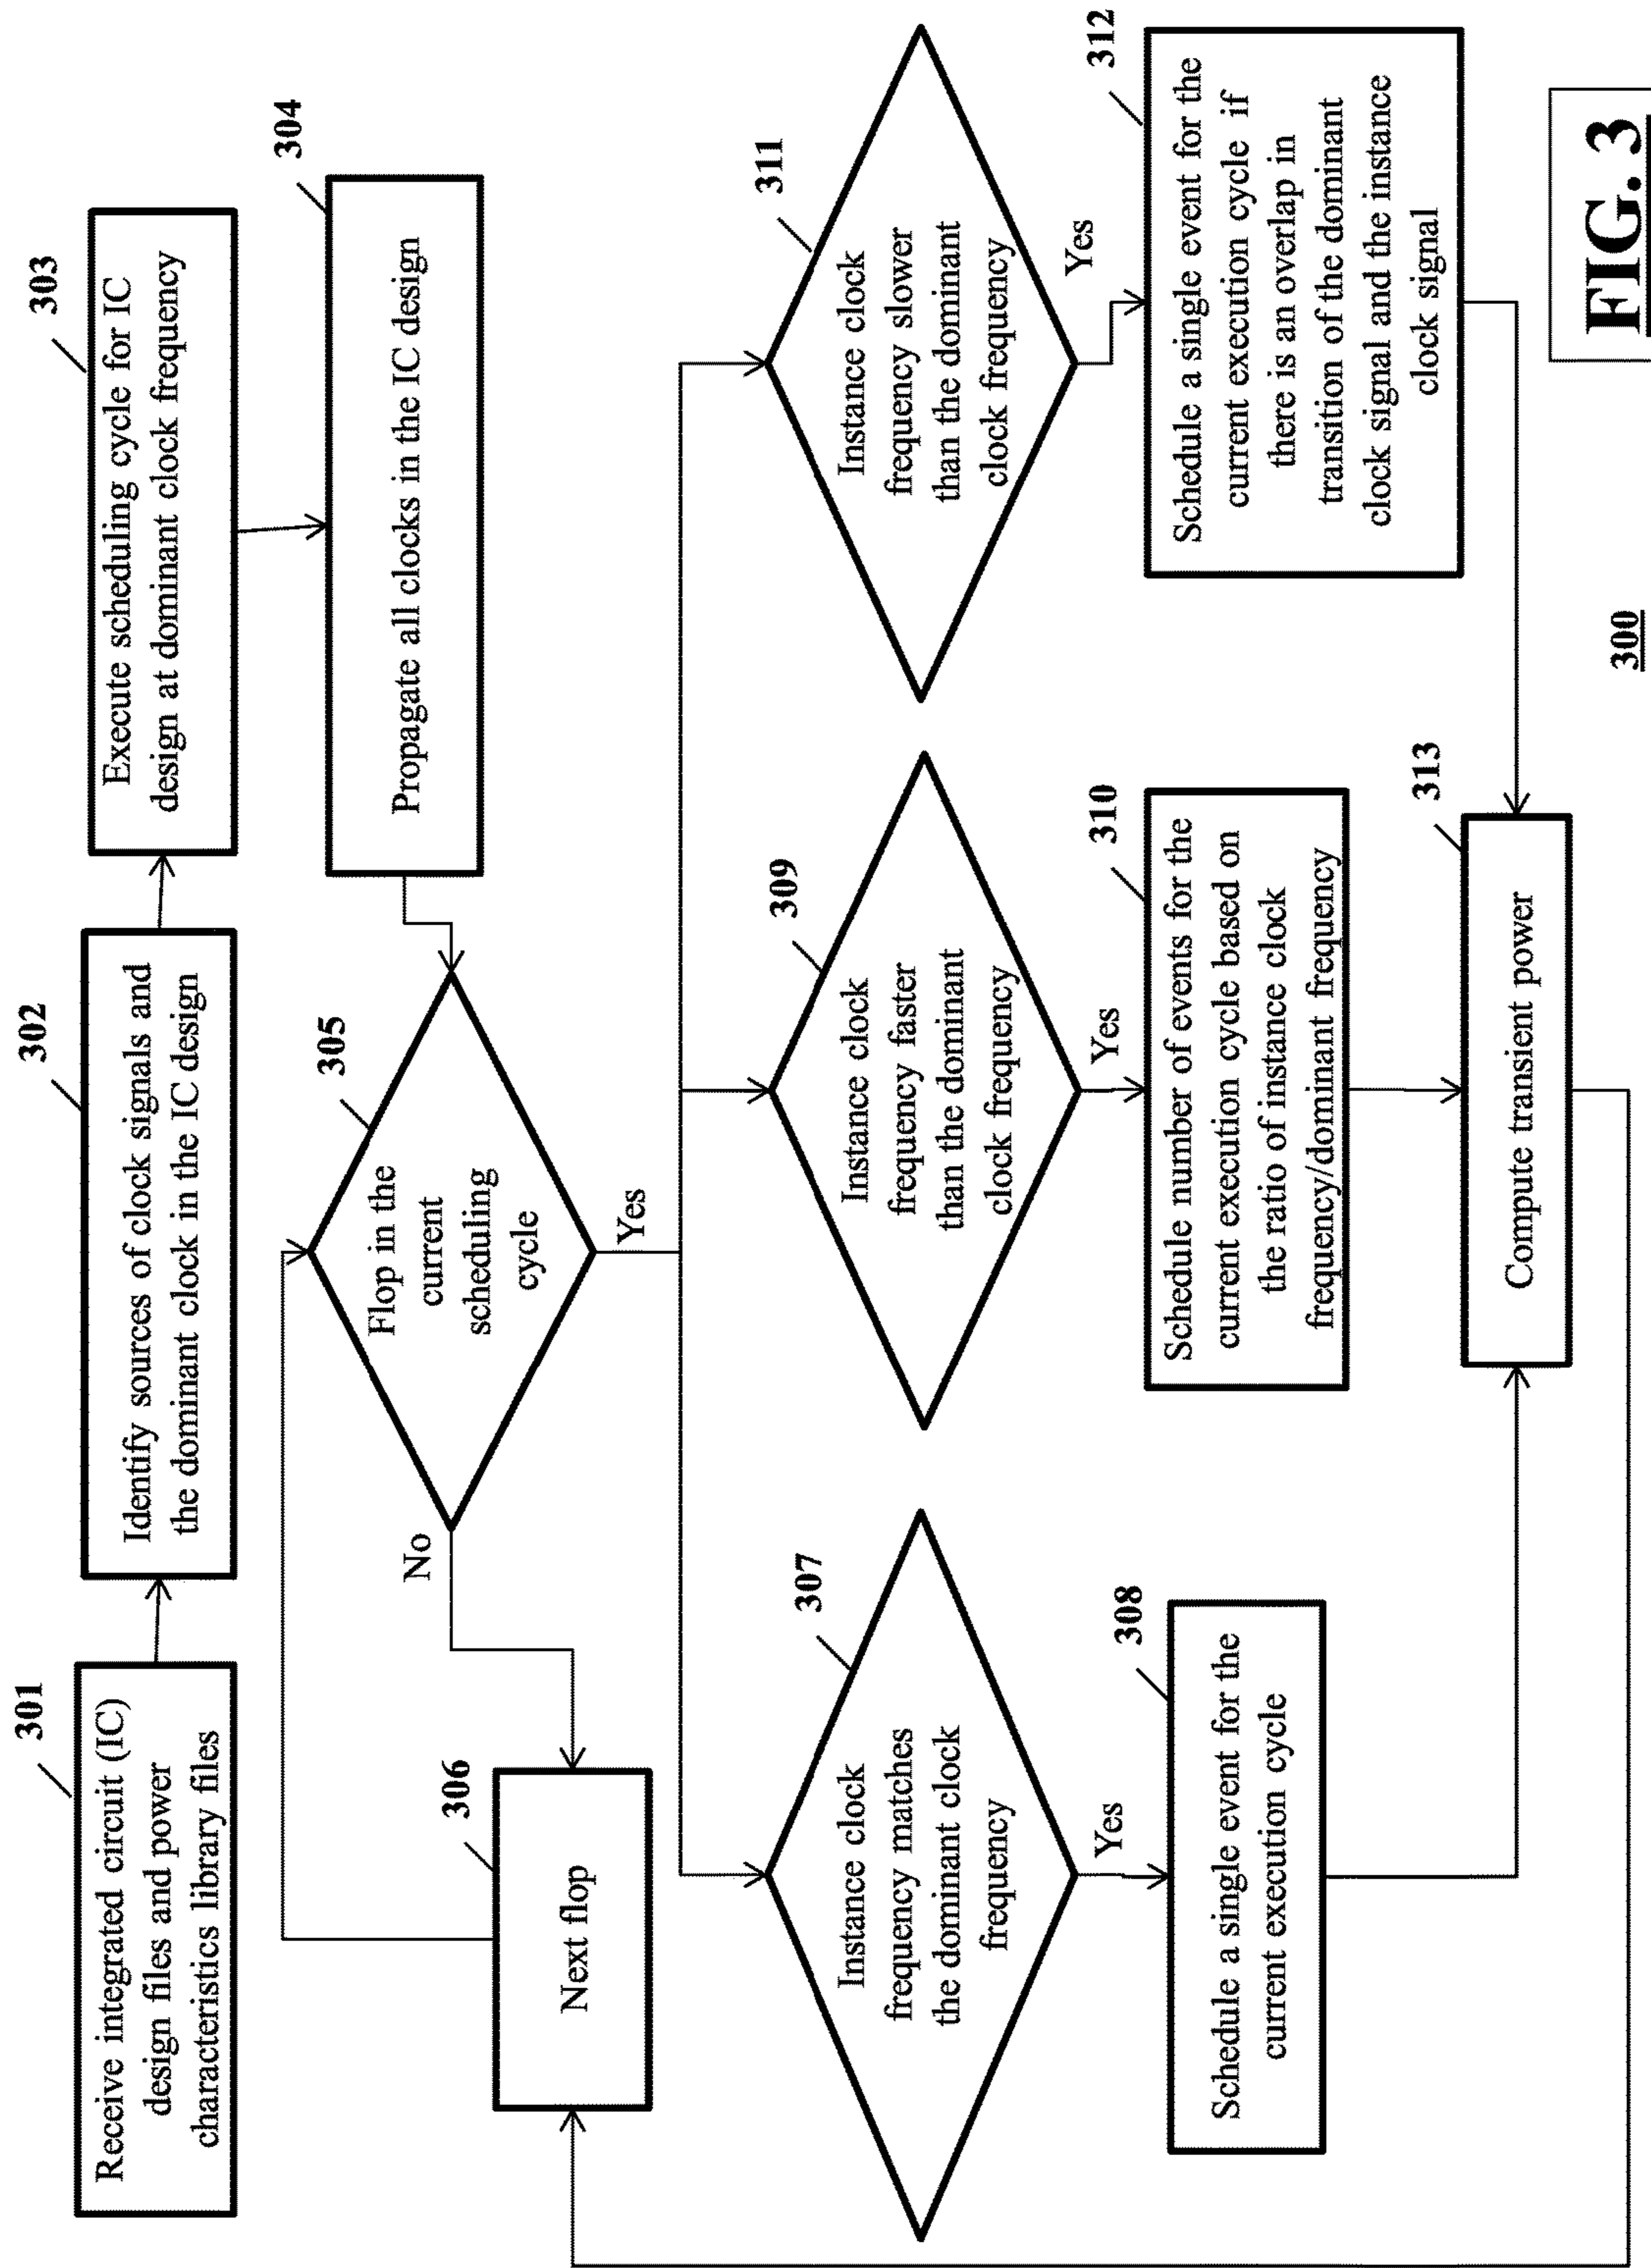 301
Receive integrated circuit (IC)
design files and power
characteristics library files
302
Identify sources of clock signals and
the dominant clock in the IC design
303
Execute scheduling cycle for IC
design at dominant clock frequency
304
Propagate all clocks in the IC design
305
Flop in the
current
scheduling
cycle
No
Yes
306
Next flop
307
Instance clock
frequency matches
the dominant clock
frequency
Yes
308
Schedule a single event for the
current execution cycle
309
Instance clock
frequency faster
than the dominant
clock frequency
Yes
310
Schedule number of events for the
current execution cycle based on
the ratio of instance clock
frequency/dominant frequency
311
Instance clock
frequency slower
than the dominant
clock frequency
Yes
312
Schedule a single event for the
current execution cycle if
there is an overlap in
transition of the dominant
clock signal and the instance
clock signal
313
Compute transient power
300
FIG. 3